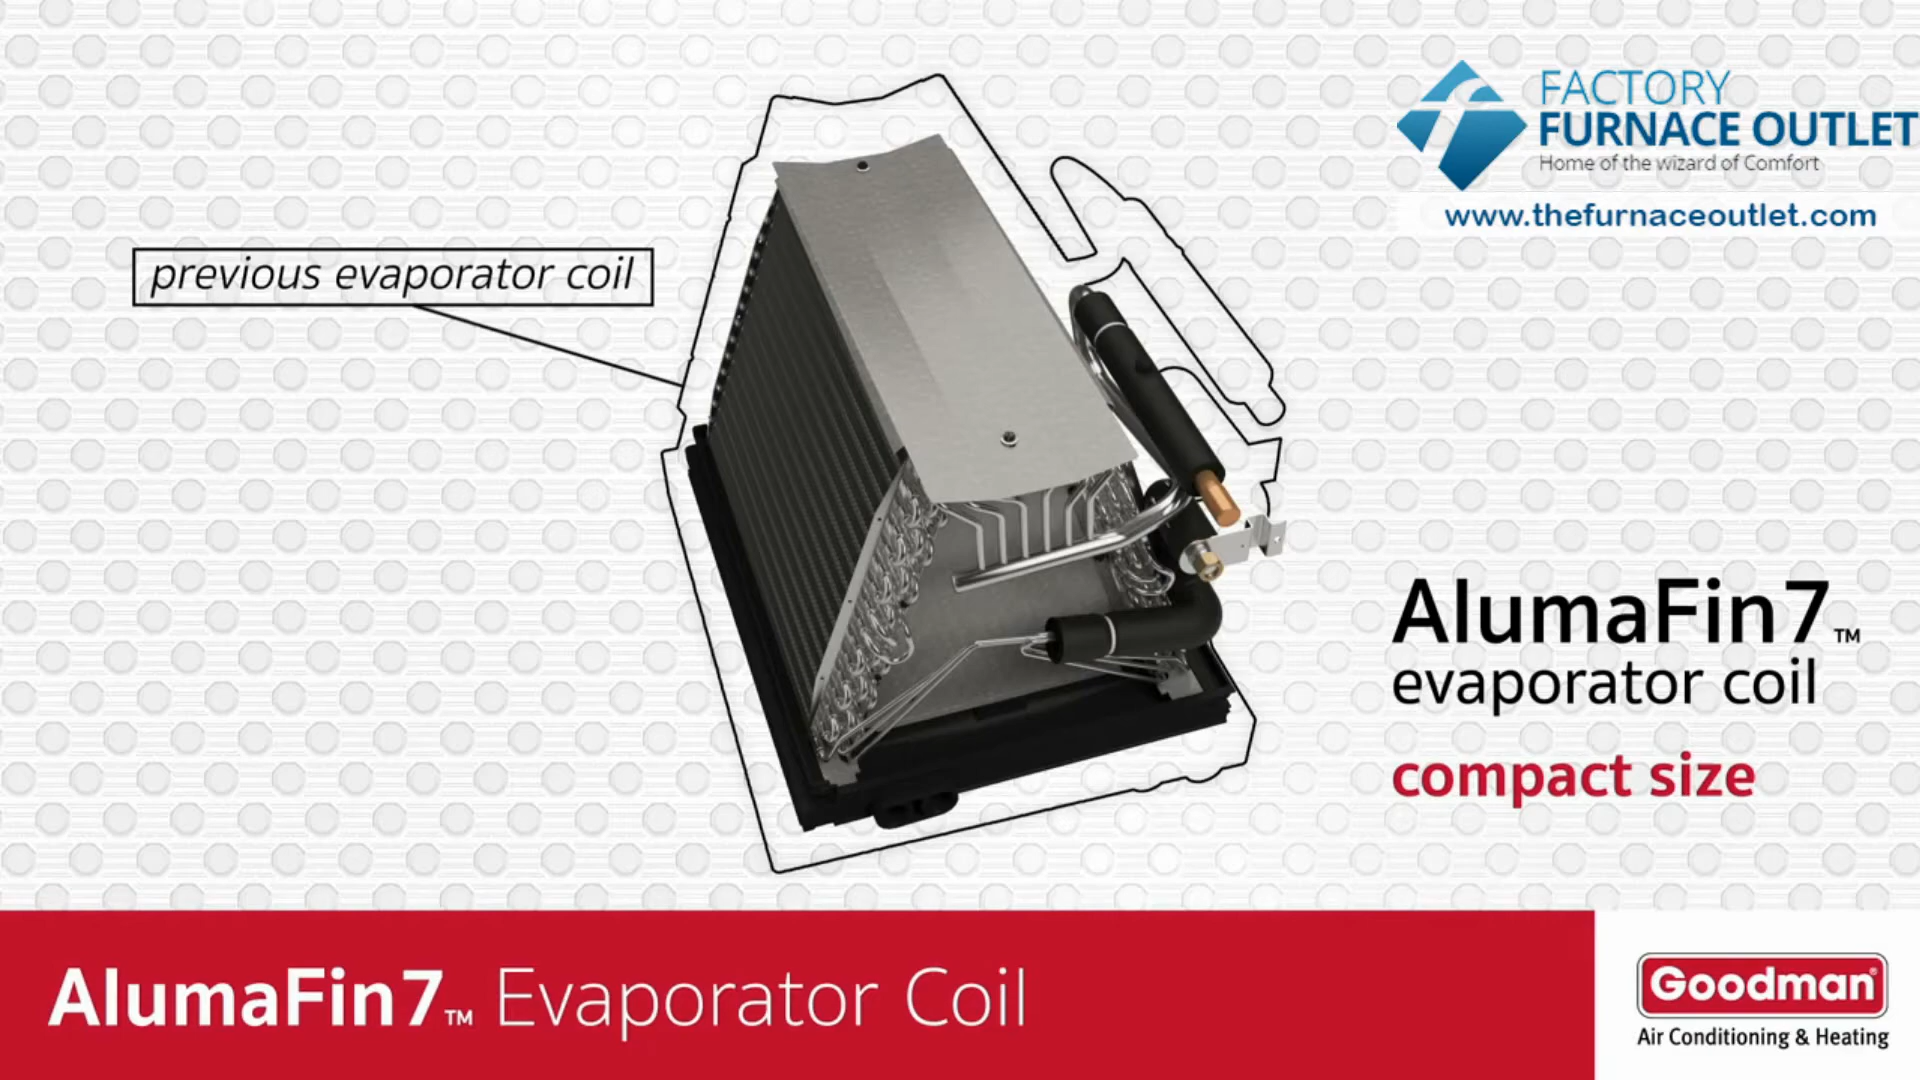 FACTORY
FURNACE OUTLET
Home of the wizard of Comfort
www.thefurnaceoutlet.com
previous evaporator coil
AlumaFin7™
evaporator coil
compact size
AlumaFin7™ Evaporator Coil
Goodman®
Air Conditioning & Heating